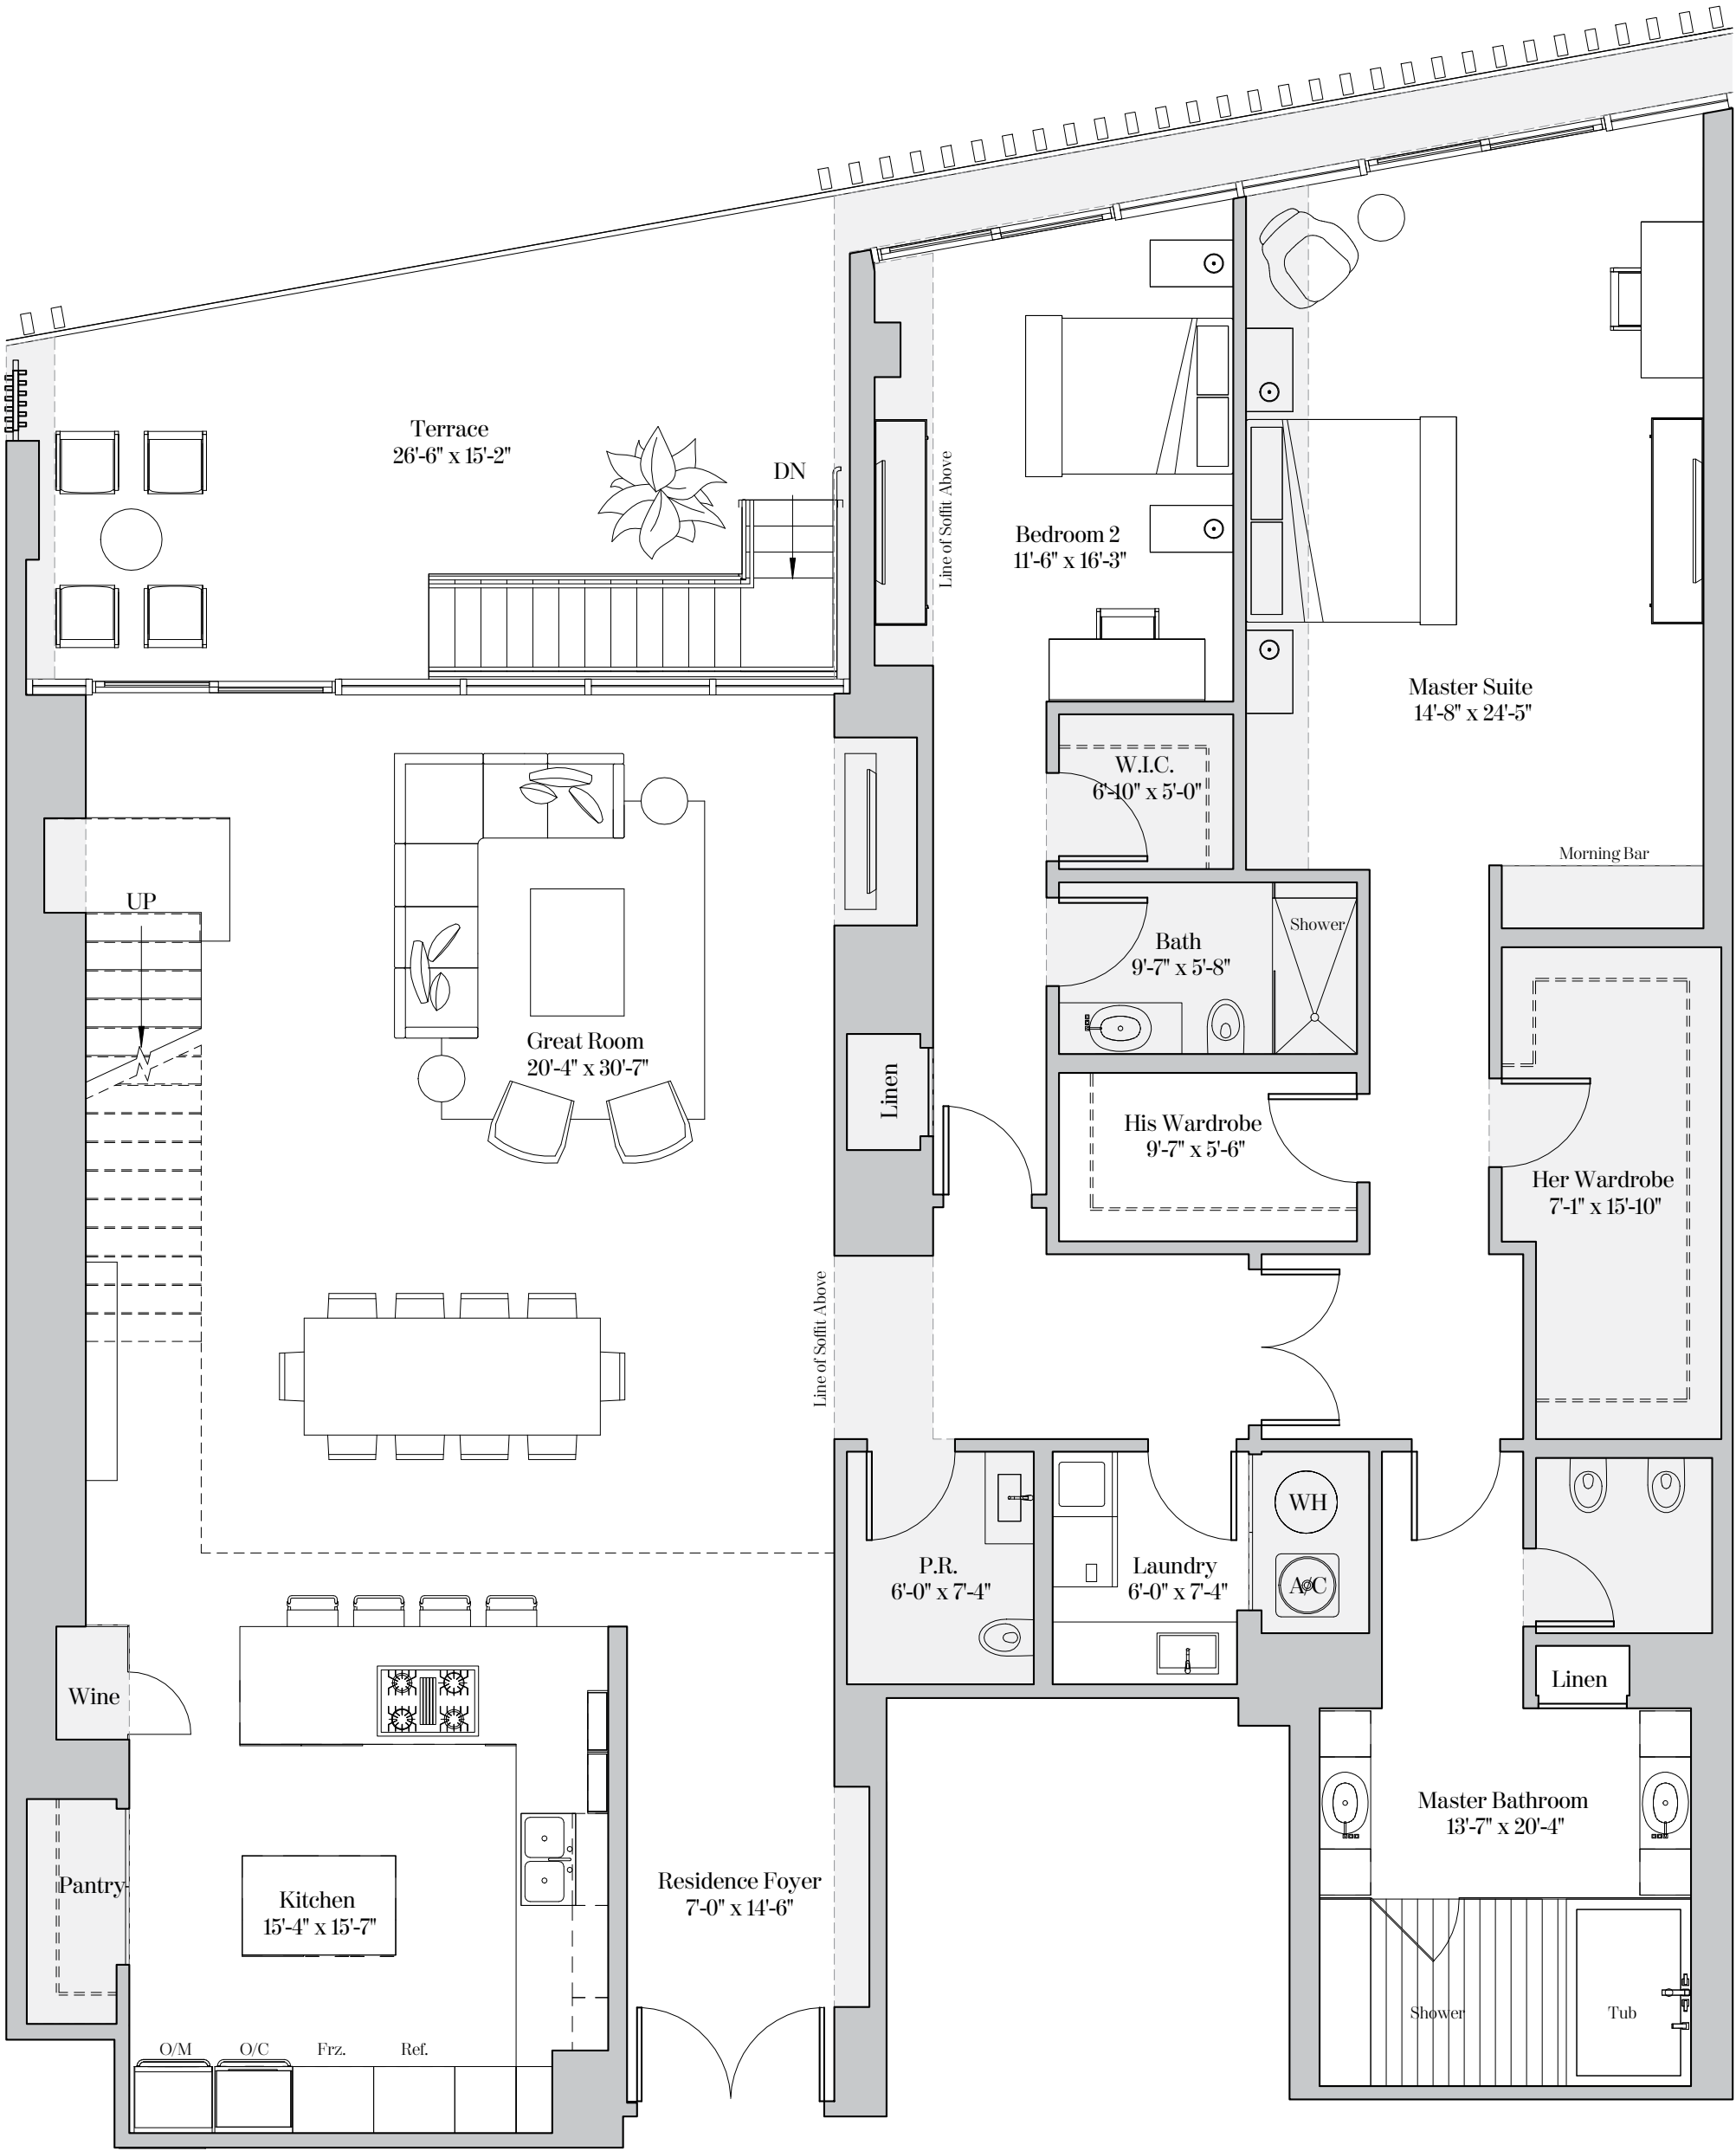 Terrace
26'-6" x 15'-2"
DN
Line of Soffit Above
Bedroom 2
11'-6" x 16'-3"
Master Suite
14'-8" x 24'-5"
W.I.C.
6'-10" x 5'-0"
Morning Bar
UP
Shower
Bath
9'-7" x 5'-8"
Great Room
20'-4" x 30'-7"
Linen
His Wardrobe
9'-7" x 5'-6"
Her Wardrobe
7'-1" x 15'-10"
Line of Soffit Above
WH
P.R.
6'-0" x 7'-4"
Laundry
6'-0" x 7'-4"
A/C
Wine
Linen
Master Bathroom
13'-7" x 20'-4"
Pantry
Kitchen
15'-4" x 15'-7"
Residence Foyer
7'-0" x 14'-6"
Shower
Tub
O/M
O/C
Frz.
Ref.